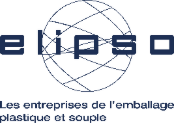 elipso
Les entreprises de l'emballage
plastique et souple